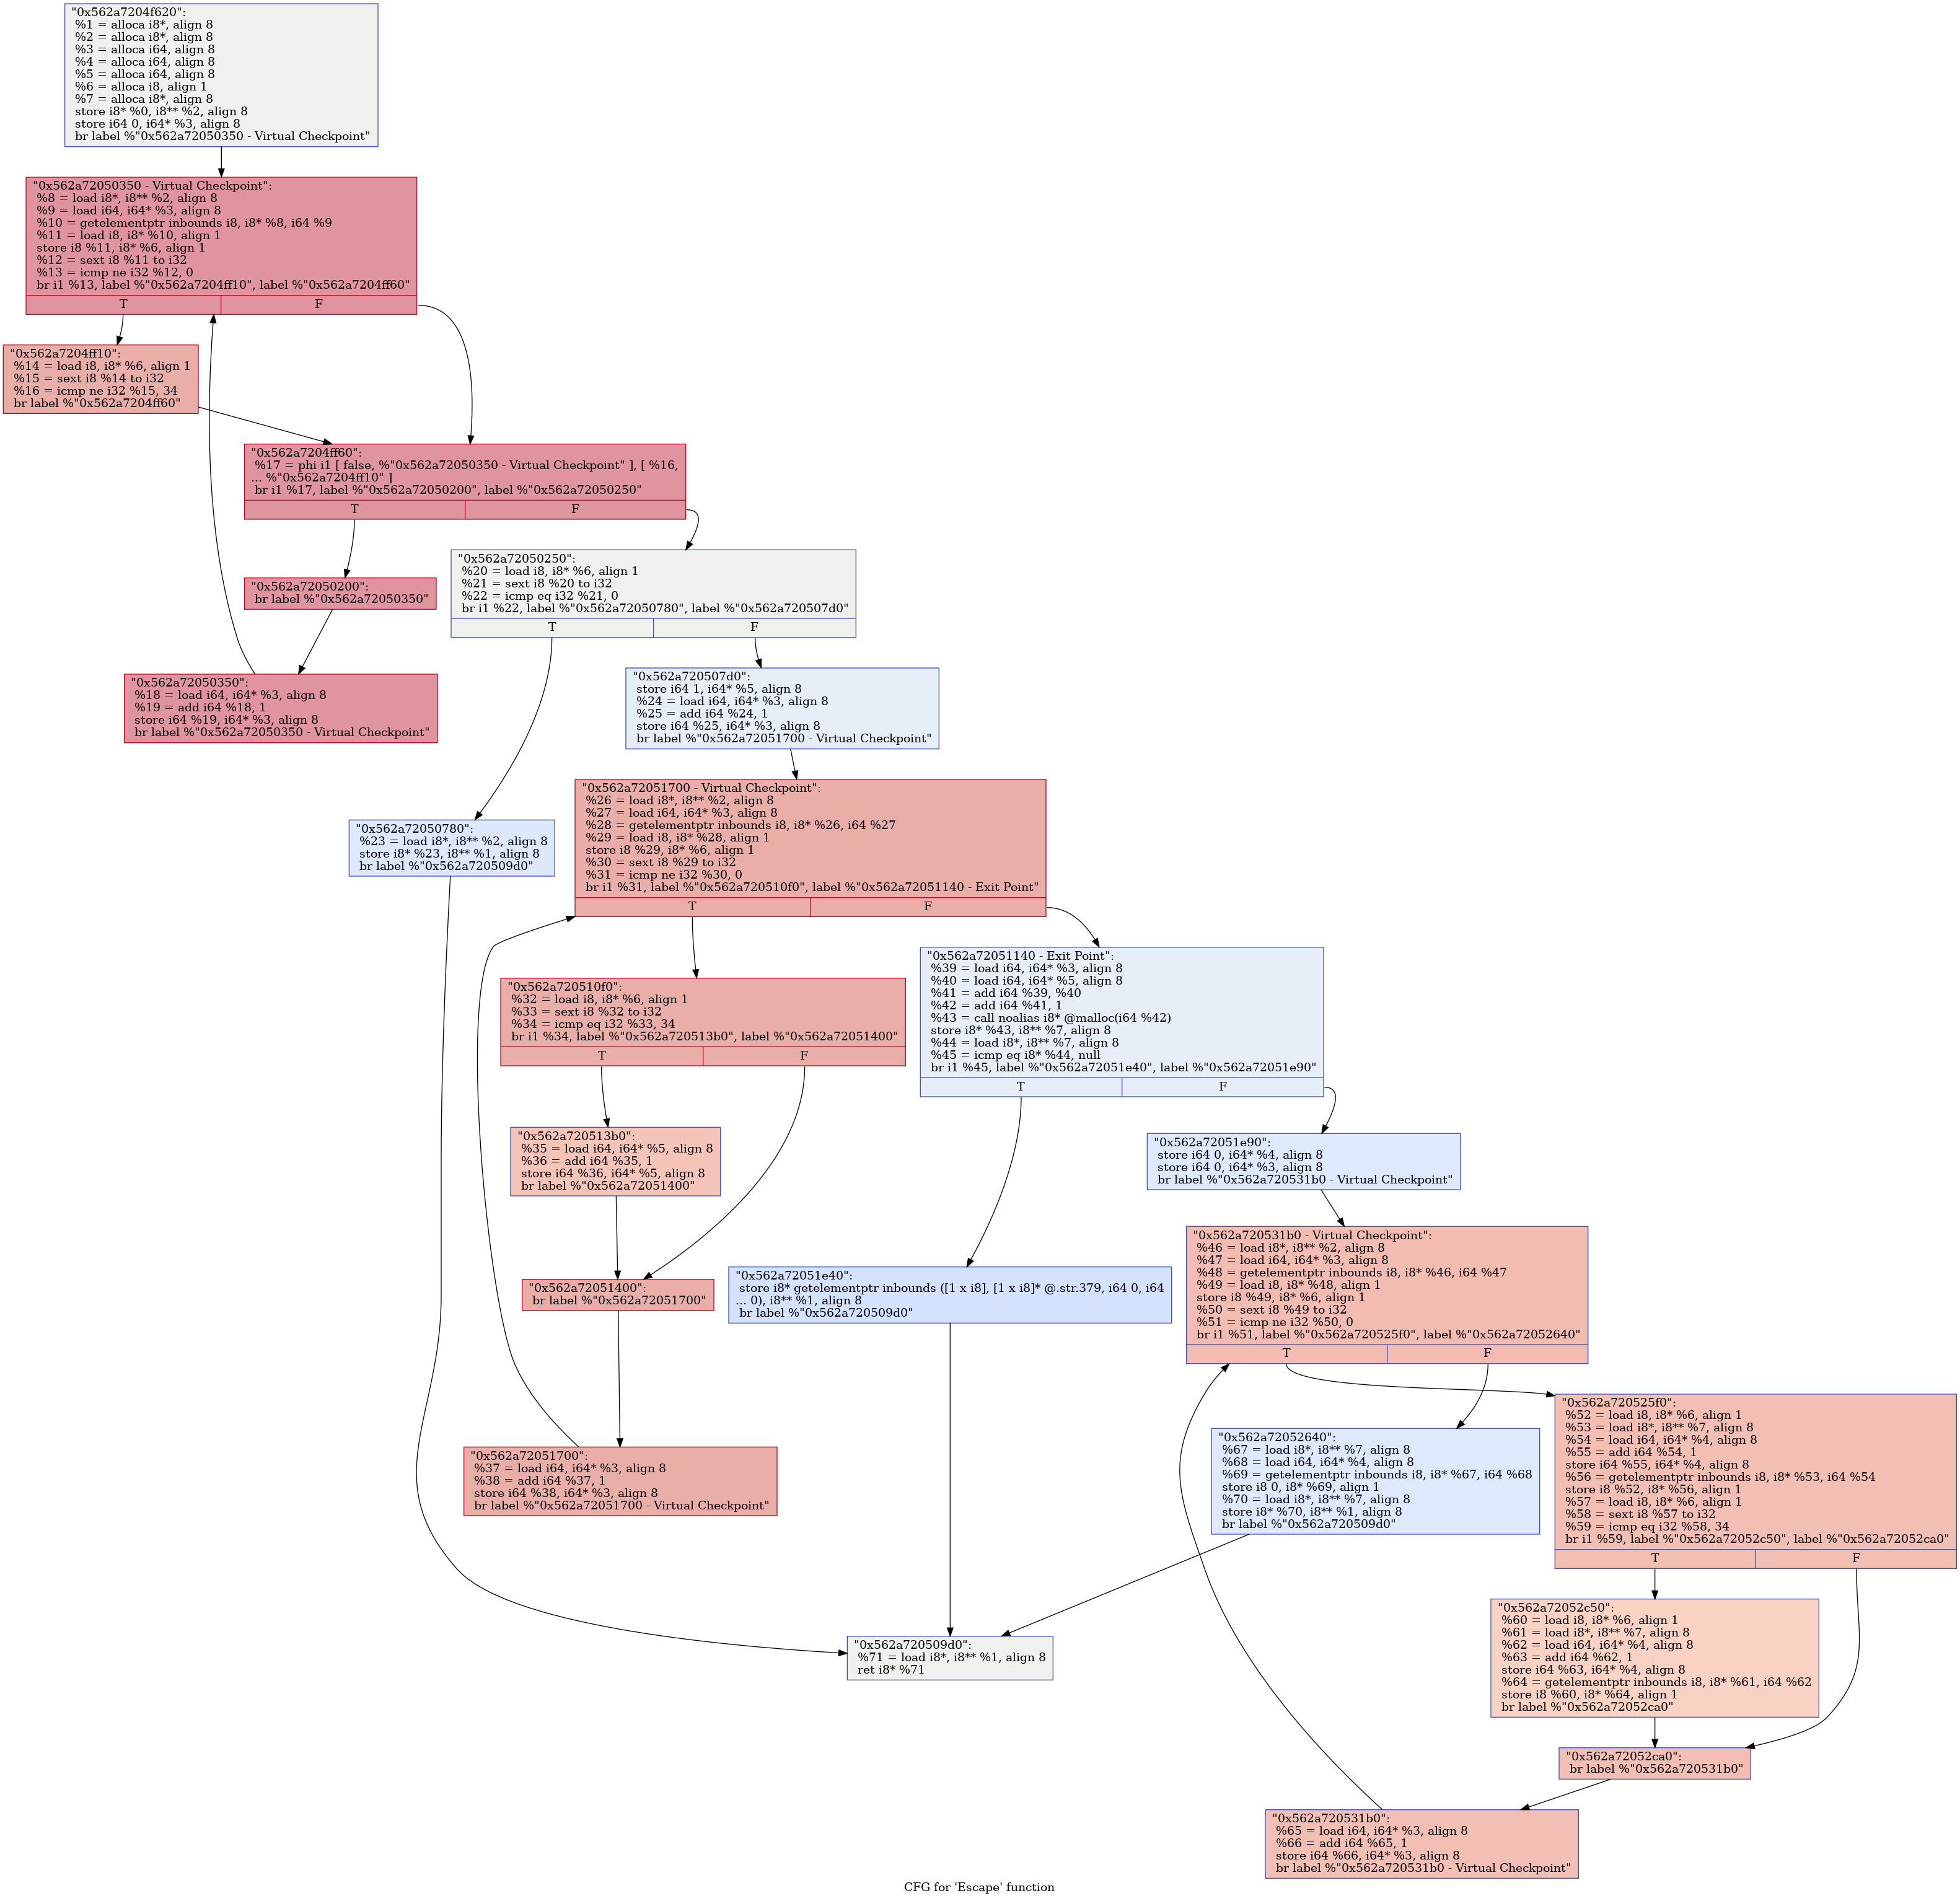 "0x562a7204f620":
%1 = alloca i8*, align 8
%2 = alloca i8*, align 8
%3 = alloca i64, align 8
%4 = alloca i64, align 8
%5 = alloca i64, align 8
%6 = alloca i8, align 1
%7 = alloca i8*, align 8
store i8* %0, i8** %2, align 8
store i64 0, i64* %3, align 8
br label %"0x562a72050350 - Virtual Checkpoint"
"0x562a72050350 - Virtual Checkpoint":
%8 = load i8*, i8** %2, align 8
%9 = load i64, i64* %3, align 8
%10 = getelementptr inbounds i8, i8* %8, i64 %9
%11 = load i8, i8* %10, align 1
store i8 %11, i8* %6, align 1
%12 = sext i8 %11 to i32
%13 = icmp ne i32 %12, 0
br i1 %13, label %"0x562a7204ff10", label %"0x562a7204ff60"
T F
"0x562a7204ff10":
%14 = load i8, i8* %6, align 1
%15 = sext i8 %14 to i32
%16 = icmp ne i32 %15, 34
br label %"0x562a7204ff60"
"0x562a7204ff60":
%17 = phi i1 [ false, %"0x562a72050350 - Virtual Checkpoint" ], [ %16,
... %"0x562a7204ff10" ]
br i1 %17, label %"0x562a72050200", label %"0x562a72050250"
T F
"0x562a72050200":
br label %"0x562a72050350"
"0x562a72050250":
%20 = load i8, i8* %6, align 1
%21 = sext i8 %20 to i32
%22 = icmp eq i32 %21, 0
br i1 %22, label %"0x562a72050780", label %"0x562a720507d0"
T F
"0x562a72050350":
%18 = load i64, i64* %3, align 8
%19 = add i64 %18, 1
store i64 %19, i64* %3, align 8
br label %"0x562a72050350 - Virtual Checkpoint"
"0x562a720507d0":
store i64 1, i64* %5, align 8
%24 = load i64, i64* %3, align 8
%25 = add i64 %24, 1
store i64 %25, i64* %3, align 8
br label %"0x562a72051700 - Virtual Checkpoint"
"0x562a72050780":
%23 = load i8*, i8** %2, align 8
store i8* %23, i8** %1, align 8
br label %"0x562a720509d0"
"0x562a72051700 - Virtual Checkpoint":
%26 = load i8*, i8** %2, align 8
%27 = load i64, i64* %3, align 8
%28 = getelementptr inbounds i8, i8* %26, i64 %27
%29 = load i8, i8* %28, align 1
store i8 %29, i8* %6, align 1
%30 = sext i8 %29 to i32
%31 = icmp ne i32 %30, 0
br i1 %31, label %"0x562a720510f0", label %"0x562a72051140 - Exit Point"
T F
"0x562a720510f0":
%32 = load i8, i8* %6, align 1
%33 = sext i8 %32 to i32
%34 = icmp eq i32 %33, 34
br i1 %34, label %"0x562a720513b0", label %"0x562a72051400"
T F
"0x562a72051140 - Exit Point":
%39 = load i64, i64* %3, align 8
%40 = load i64, i64* %5, align 8
%41 = add i64 %39, %40
%42 = add i64 %41, 1
%43 = call noalias i8* @malloc(i64 %42)
store i8* %43, i8** %7, align 8
%44 = load i8*, i8** %7, align 8
%45 = icmp eq i8* %44, null
br i1 %45, label %"0x562a72051e40", label %"0x562a72051e90"
T F
"0x562a720513b0":
%35 = load i64, i64* %5, align 8
%36 = add i64 %35, 1
store i64 %36, i64* %5, align 8
br label %"0x562a72051400"
"0x562a72051e90":
store i64 0, i64* %4, align 8
store i64 0, i64* %3, align 8
br label %"0x562a720531b0 - Virtual Checkpoint"
"0x562a72051400":
br label %"0x562a72051700"
"0x562a72051e40":
store i8* getelementptr inbounds ([1 x i8], [1 x i8]* @.str.379, i64 0, i64
... 0), i8** %1, align 8
br label %"0x562a720509d0"
"0x562a720531b0 - Virtual Checkpoint":
%46 = load i8*, i8** %2, align 8
%47 = load i64, i64* %3, align 8
%48 = getelementptr inbounds i8, i8* %46, i64 %47
%49 = load i8, i8* %48, align 1
store i8 %49, i8* %6, align 1
%50 = sext i8 %49 to i32
%51 = icmp ne i32 %50, 0
br i1 %51, label %"0x562a720525f0", label %"0x562a72052640"
T F
"0x562a72051700":
%37 = load i64, i64* %3, align 8
%38 = add i64 %37, 1
store i64 %38, i64* %3, align 8
br label %"0x562a72051700 - Virtual Checkpoint"
"0x562a72052640":
%67 = load i8*, i8** %7, align 8
%68 = load i64, i64* %4, align 8
%69 = getelementptr inbounds i8, i8* %67, i64 %68
store i8 0, i8* %69, align 1
%70 = load i8*, i8** %7, align 8
store i8* %70, i8** %1, align 8
br label %"0x562a720509d0"
"0x562a720525f0":
%52 = load i8, i8* %6, align 1
%53 = load i8*, i8** %7, align 8
%54 = load i64, i64* %4, align 8
%55 = add i64 %54, 1
store i64 %55, i64* %4, align 8
%56 = getelementptr inbounds i8, i8* %53, i64 %54
store i8 %52, i8* %56, align 1
%57 = load i8, i8* %6, align 1
%58 = sext i8 %57 to i32
%59 = icmp eq i32 %58, 34
br i1 %59, label %"0x562a72052c50", label %"0x562a72052ca0"
T F
"0x562a720509d0":
%71 = load i8*, i8** %1, align 8
ret i8* %71
"0x562a72052c50":
%60 = load i8, i8* %6, align 1
%61 = load i8*, i8** %7, align 8
%62 = load i64, i64* %4, align 8
%63 = add i64 %62, 1
store i64 %63, i64* %4, align 8
%64 = getelementptr inbounds i8, i8* %61, i64 %62
store i8 %60, i8* %64, align 1
br label %"0x562a72052ca0"
"0x562a72052ca0":
br label %"0x562a720531b0"
"0x562a720531b0":
%65 = load i64, i64* %3, align 8
%66 = add i64 %65, 1
store i64 %66, i64* %3, align 8
br label %"0x562a720531b0 - Virtual Checkpoint"
CFG for 'Escape' function